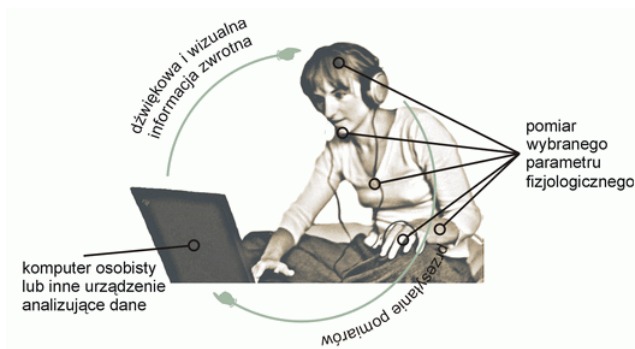 dźwiękowa i wizualna
informacja zwrotna
pomiar
wybranego
parametru
fizjologicznego
komputer osobisty
lub inne urządzenie
analizujące dane
przesyłanie pomiarów